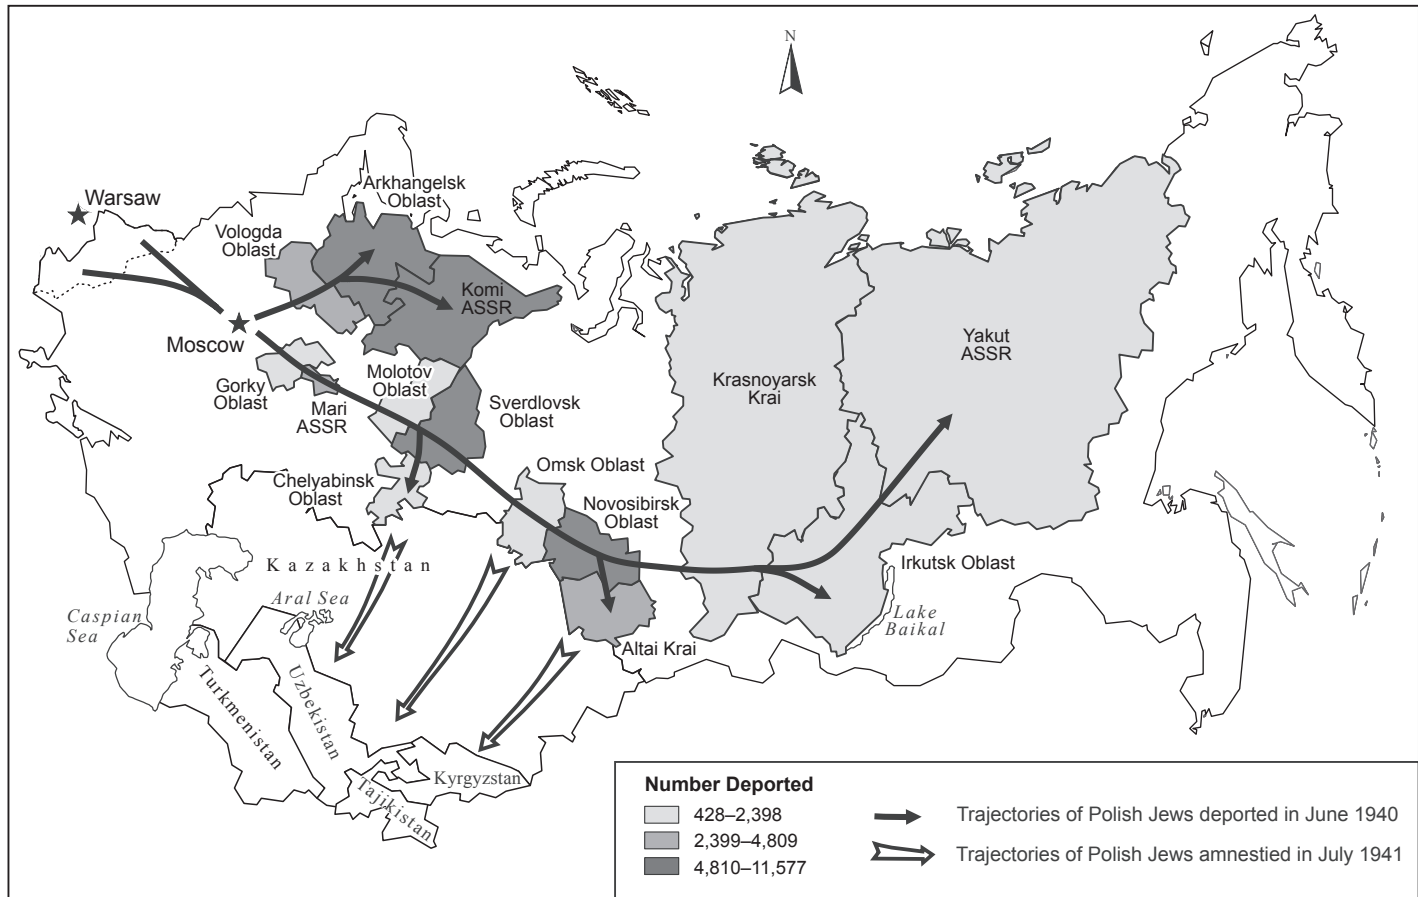 N
Warsaw
Arkhangelsk
Oblast
Vologda
Oblast
Komi
ASSR
Moscow
Yakut
ASSR
Gorky
Oblast
Molotov
Oblast
Mari
ASSR
Sverdlovsk
Oblast
Krasnoyarsk
Krai
Chelyabinsk
Oblast
Omsk Oblast
Novosibirsk
Oblast
Irkutsk Oblast
Kazakhstan
Aral Sea
Caspian
Sea
Lake
Baikal
Altai Krai
Turkmenistan
Uzbekistan
Kyrgyzstan
Tajikistan
Number Deported
428–2,398
2,399–4,809
4,810–11,577
Trajectories of Polish Jews deported in June 1940
Trajectories of Polish Jews amnestied in July 1941